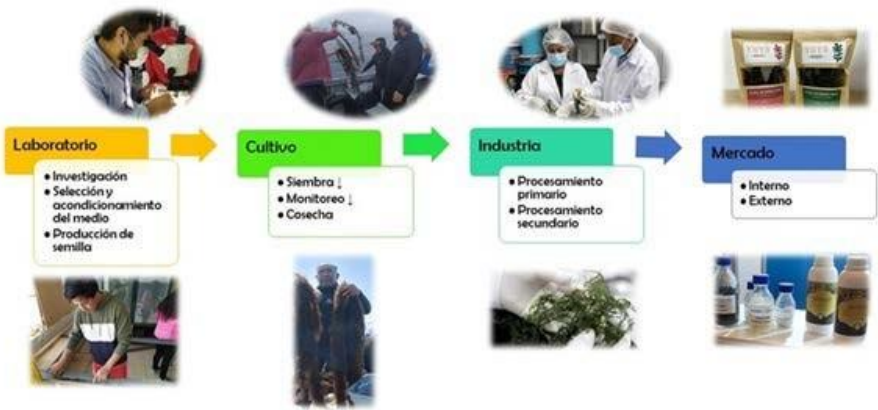 Laboratorio
• Investigación
• Selección y
acondicionamiento
del medio
• Producción de
semilla
Cultivo
• Siembra ↓
• Monitoreo ↓
• Cosecha
Industria
• Procesamiento
primario
• Procesamiento
secundario
Mercado
• Interno
• Externo